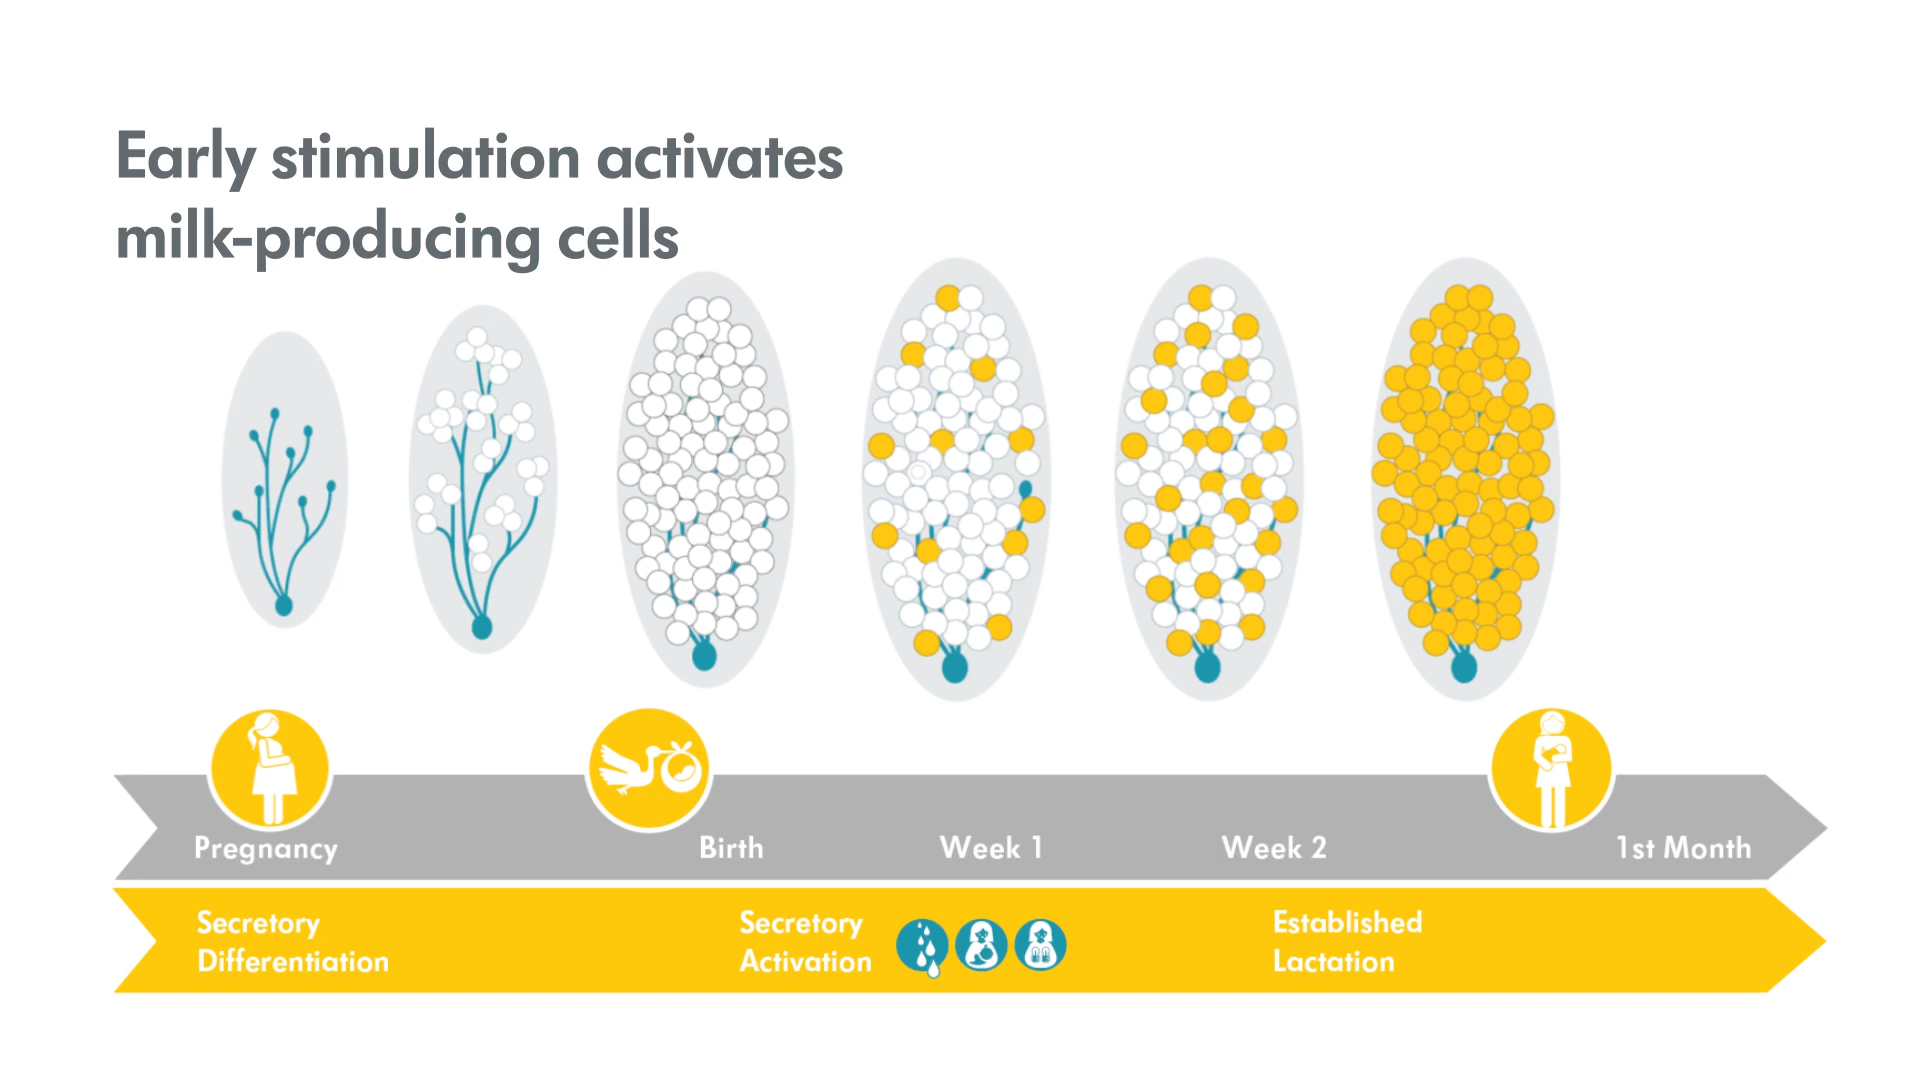 Early stimulation activates
milk-producing cells
Pregnancy
Birth
Week 1
Week 2
1st Month
Secretory
Differentiation
Secretory
Activation
Established
Lactation